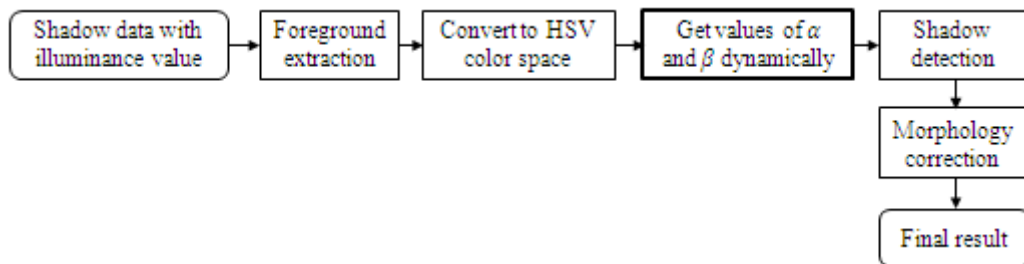 Shadow data with
illuminance value
Foreground
extraction
Convert to HSV
color space
Get values of α
and β dynamically
Shadow
detection
Morphology
correction
Final result